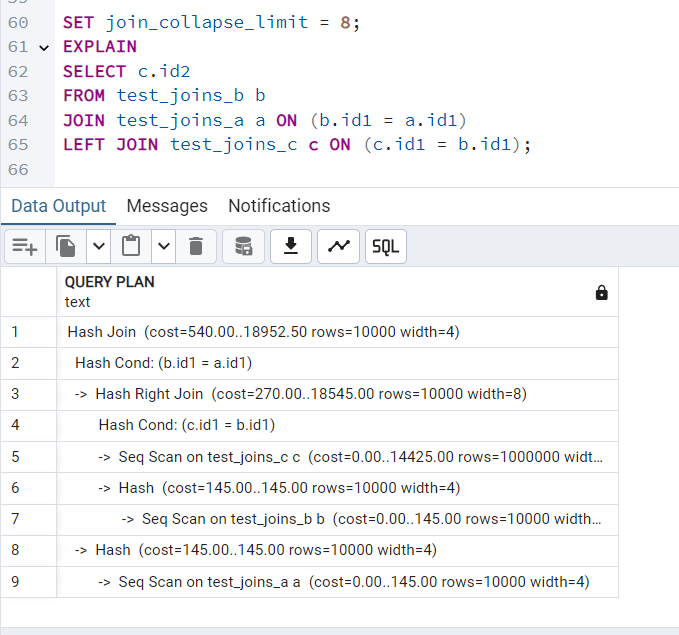 60 SET join_collapse_limit = 8;
61 EXPLAIN
62 SELECT c.id2
63 FROM test_joins_b b
64 JOIN test_joins_a a ON (b.id1 = a.id1)
65 LEFT JOIN test_joins_c c ON (c.id1 = b.id1);
66
Data Output Messages Notifications
SQL
QUERY PLAN
text
1 Hash Join (cost=540.00..18952.50 rows=10000 width=4)
2 Hash Cond: (b.id1 = a.id1)
3 -> Hash Right Join (cost=270.00..18545.00 rows=10000 width=8)
4 Hash Cond: (c.id1 = b.id1)
5 -> Seq Scan on test_joins_c c (cost=0.00..14425.00 rows=1000000 widt...
6 -> Hash (cost=145.00..145.00 rows=10000 width=4)
7 -> Seq Scan on test_joins_b b (cost=0.00..145.00 rows=10000 width...
8 -> Hash (cost=145.00..145.00 rows=10000 width=4)
9 -> Seq Scan on test_joins_a a (cost=0.00..145.00 rows=10000 width=4)